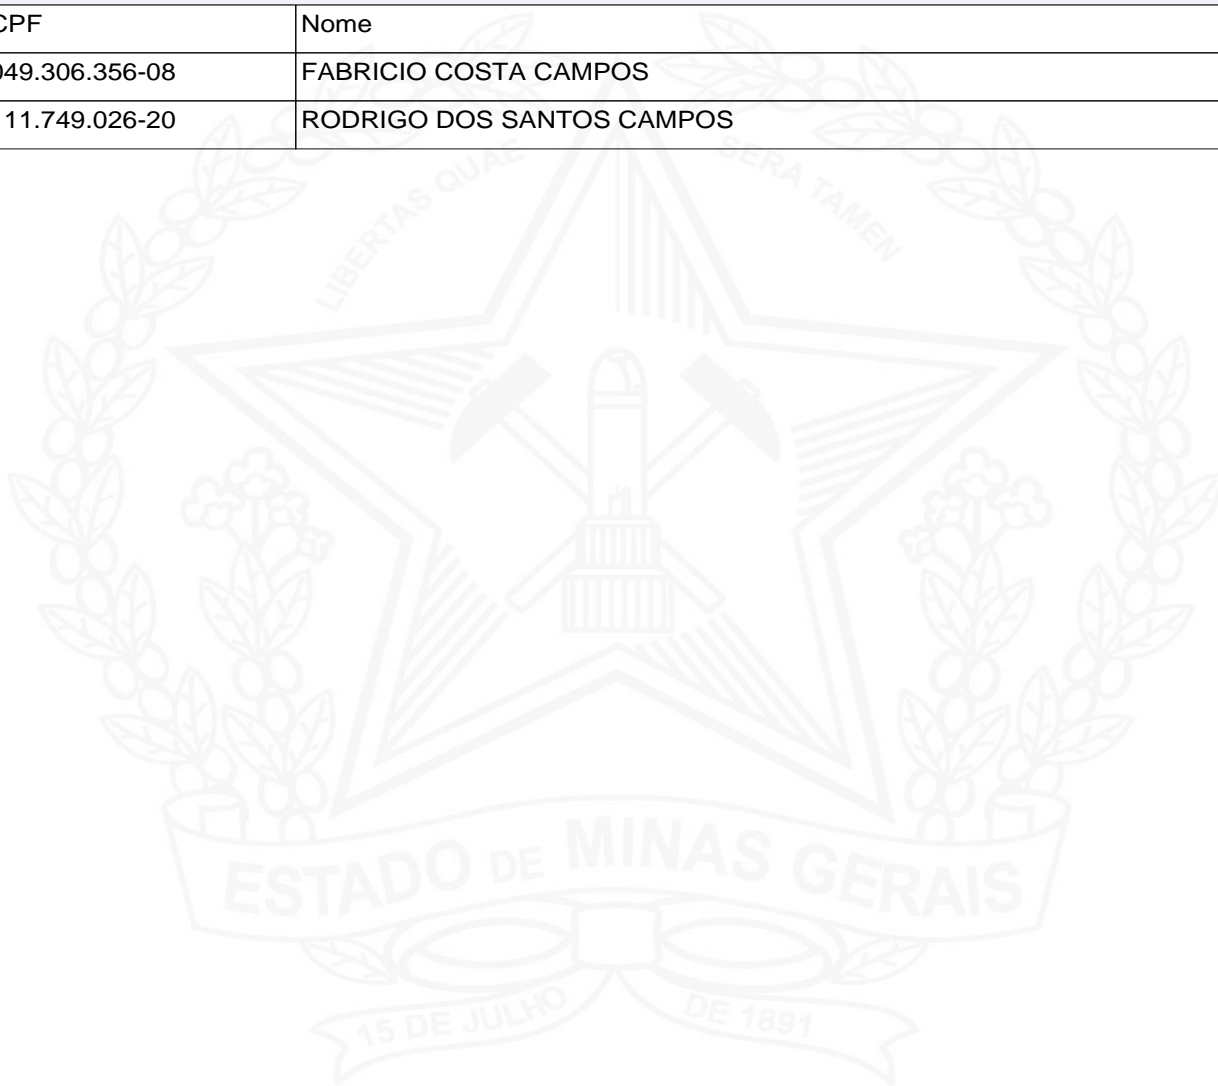 CPF Nome
049.306.356-08 FABRICIO COSTA CAMPOS
11.749.026-20 RODRIGO DOS SANTOS CAMPOS
LIBERTAS QUAE SERA TAMEN
ESTADO DE MINAS GERAIS
15 DE JULHO DE 1891